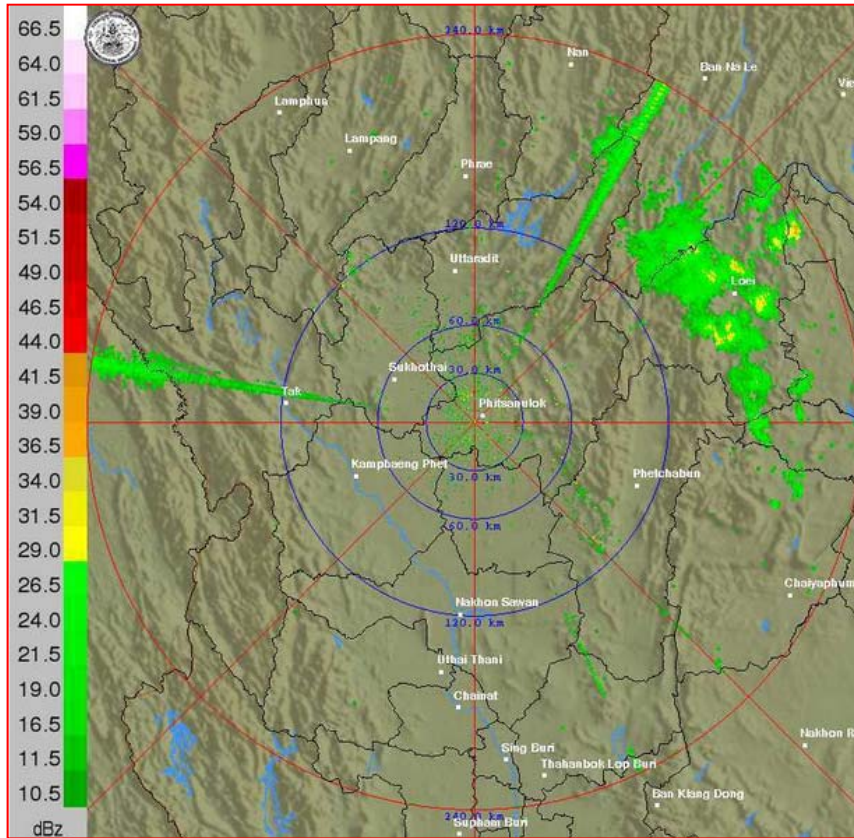 66.5
64.0
61.5
59.0
56.5
54.0
51.5
49.0
46.5
44.0
41.5
39.0
36.5
34.0
31.5
29.0
26.5
24.0
21.5
19.0
16.5
11.5
10.5
dBz
240.0 km
Nan
Ban Na Le
Vie
Lamphun
Lampang
Phrae
120.0 km
Uttaradit
Loei
60.0 km
30.0 km
Sukhothai
Tak
Phitsanulok
Kamphaeng Phet
30.0 km
Phetchabun
60.0 km
Chaiyaphum
Nakhon Sawan
120.0 km
Uthai Thani
Chainat
Nakhon R
Sing Buri
Thahanbok Lop Buri
Ban Klang Dong
240.0 km
Supham Buri